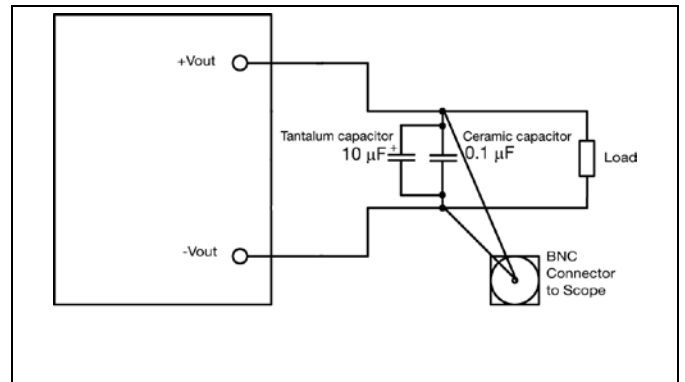 +Vout
Tantalum capacitor
10 µF
+
Ceramic capacitor
0.1 µF
Load
-Vout
BNC
Connector
to Scope